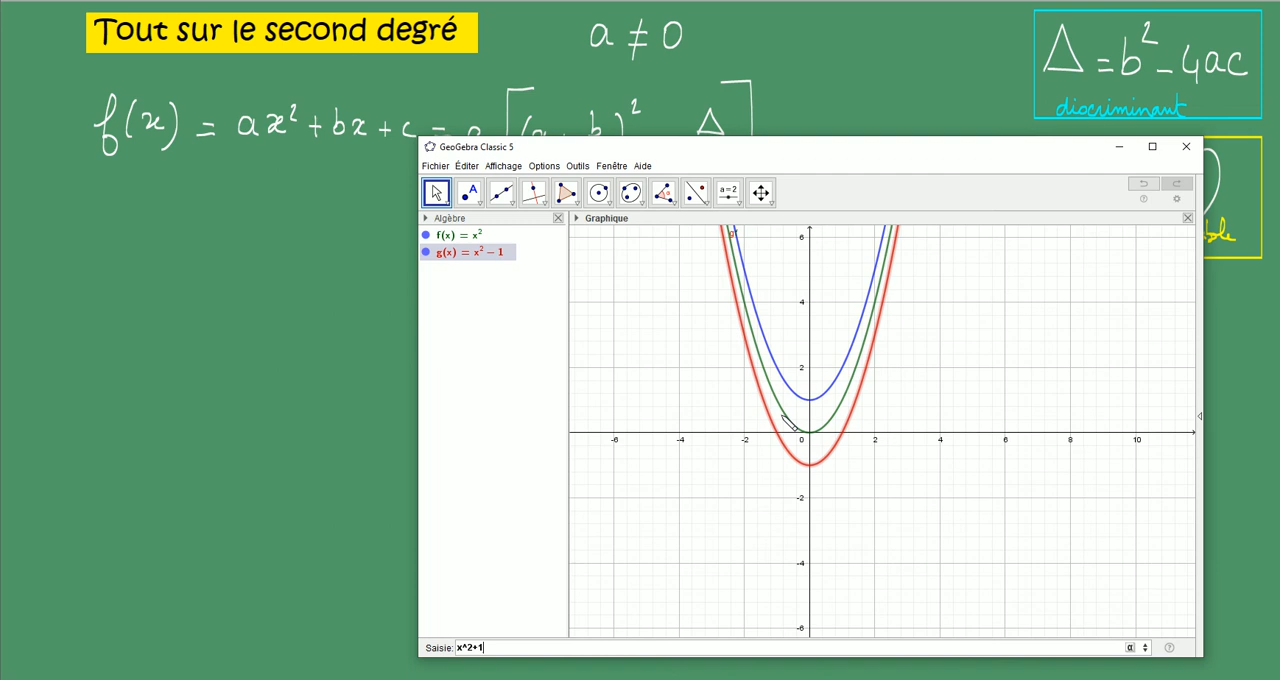 Tout sur le second degré
a ≠ 0
Δ = b² - 4ac
discriminant
f(x) = ax² + bx + c =
GeoGebra Classic 5
Fichier Éditer Affichage Options Outils Fenêtre Aide
A
a=2
Algèbre
Graphique
f(x) = x²
g(x) = x² − 1
g
6
4
2
-6 -4 -2 0 2 4 6 8 10
-2
-4
-6
Saisie: x^2+1
α